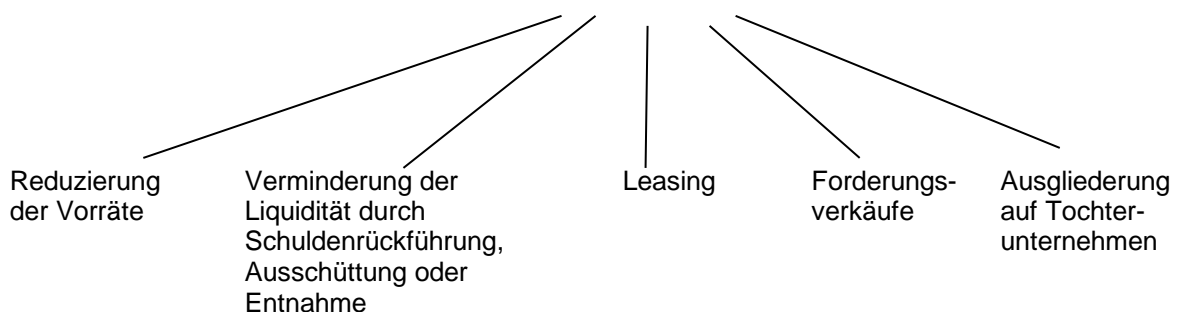 Reduzierung
der Vorräte
Verminderung der
Liquidität durch
Schuldenrückführung,
Ausschüttung oder
Entnahme
Leasing
Forderungs-
verkäufe
Ausgliederung
auf Tochter-
unternehmen